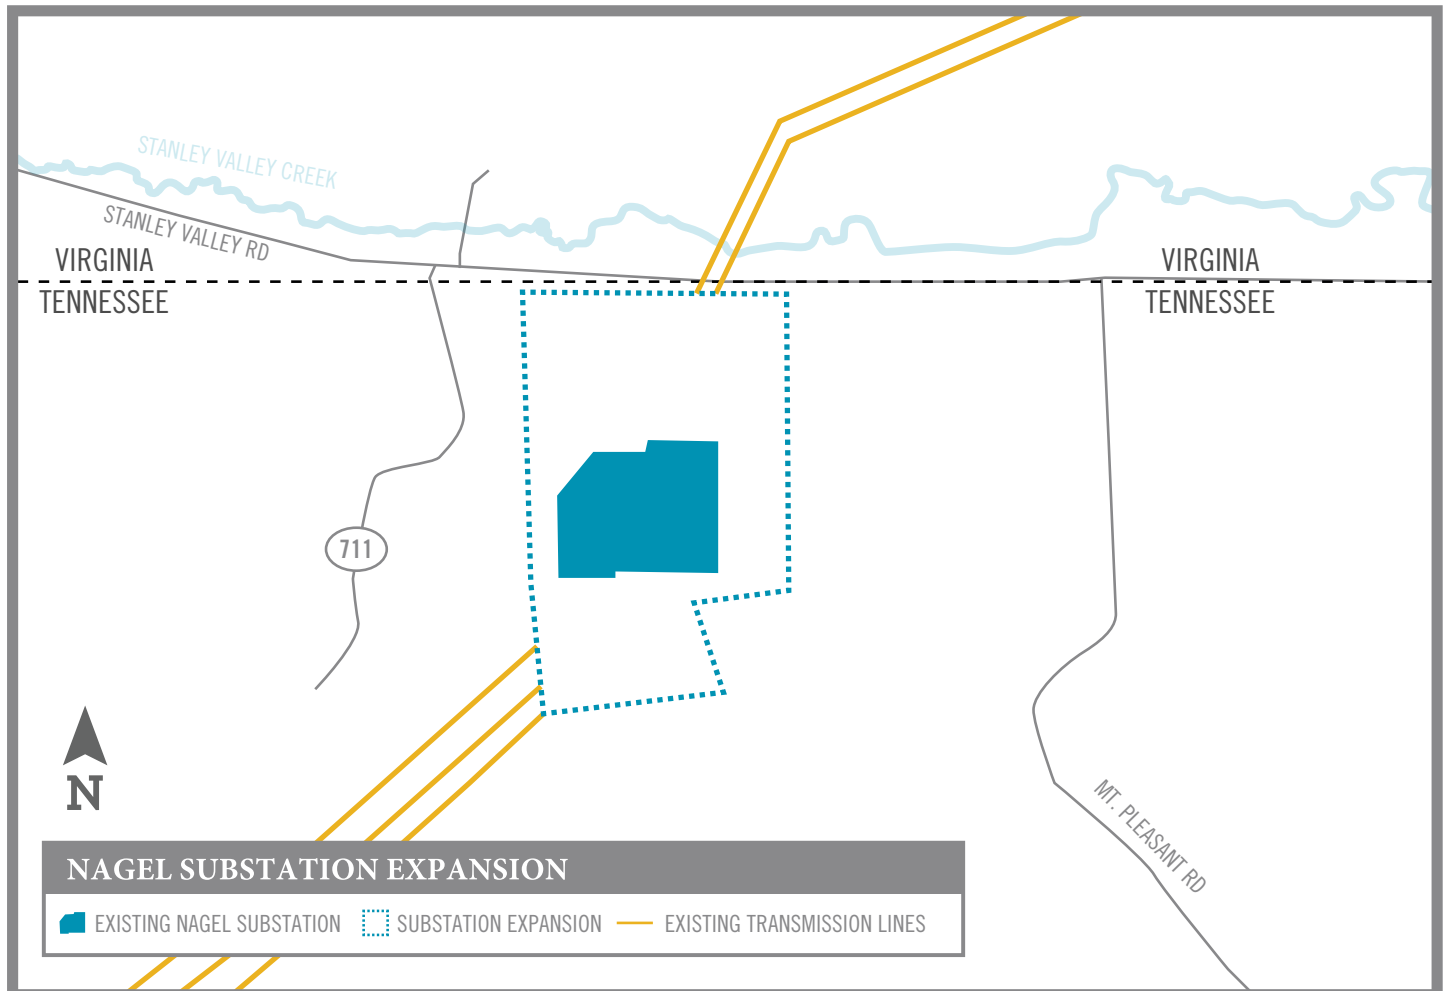 STANLEY VALLEY CREEK
STANLEY VALLEY RD
VIRGINIA
TENNESSEE
VIRGINIA
TENNESSEE
711
N
MT. PLEASANT RD
NAGEL SUBSTATION EXPANSION
EXISTING NAGEL SUBSTATION
SUBSTATION EXPANSION
EXISTING TRANSMISSION LINES